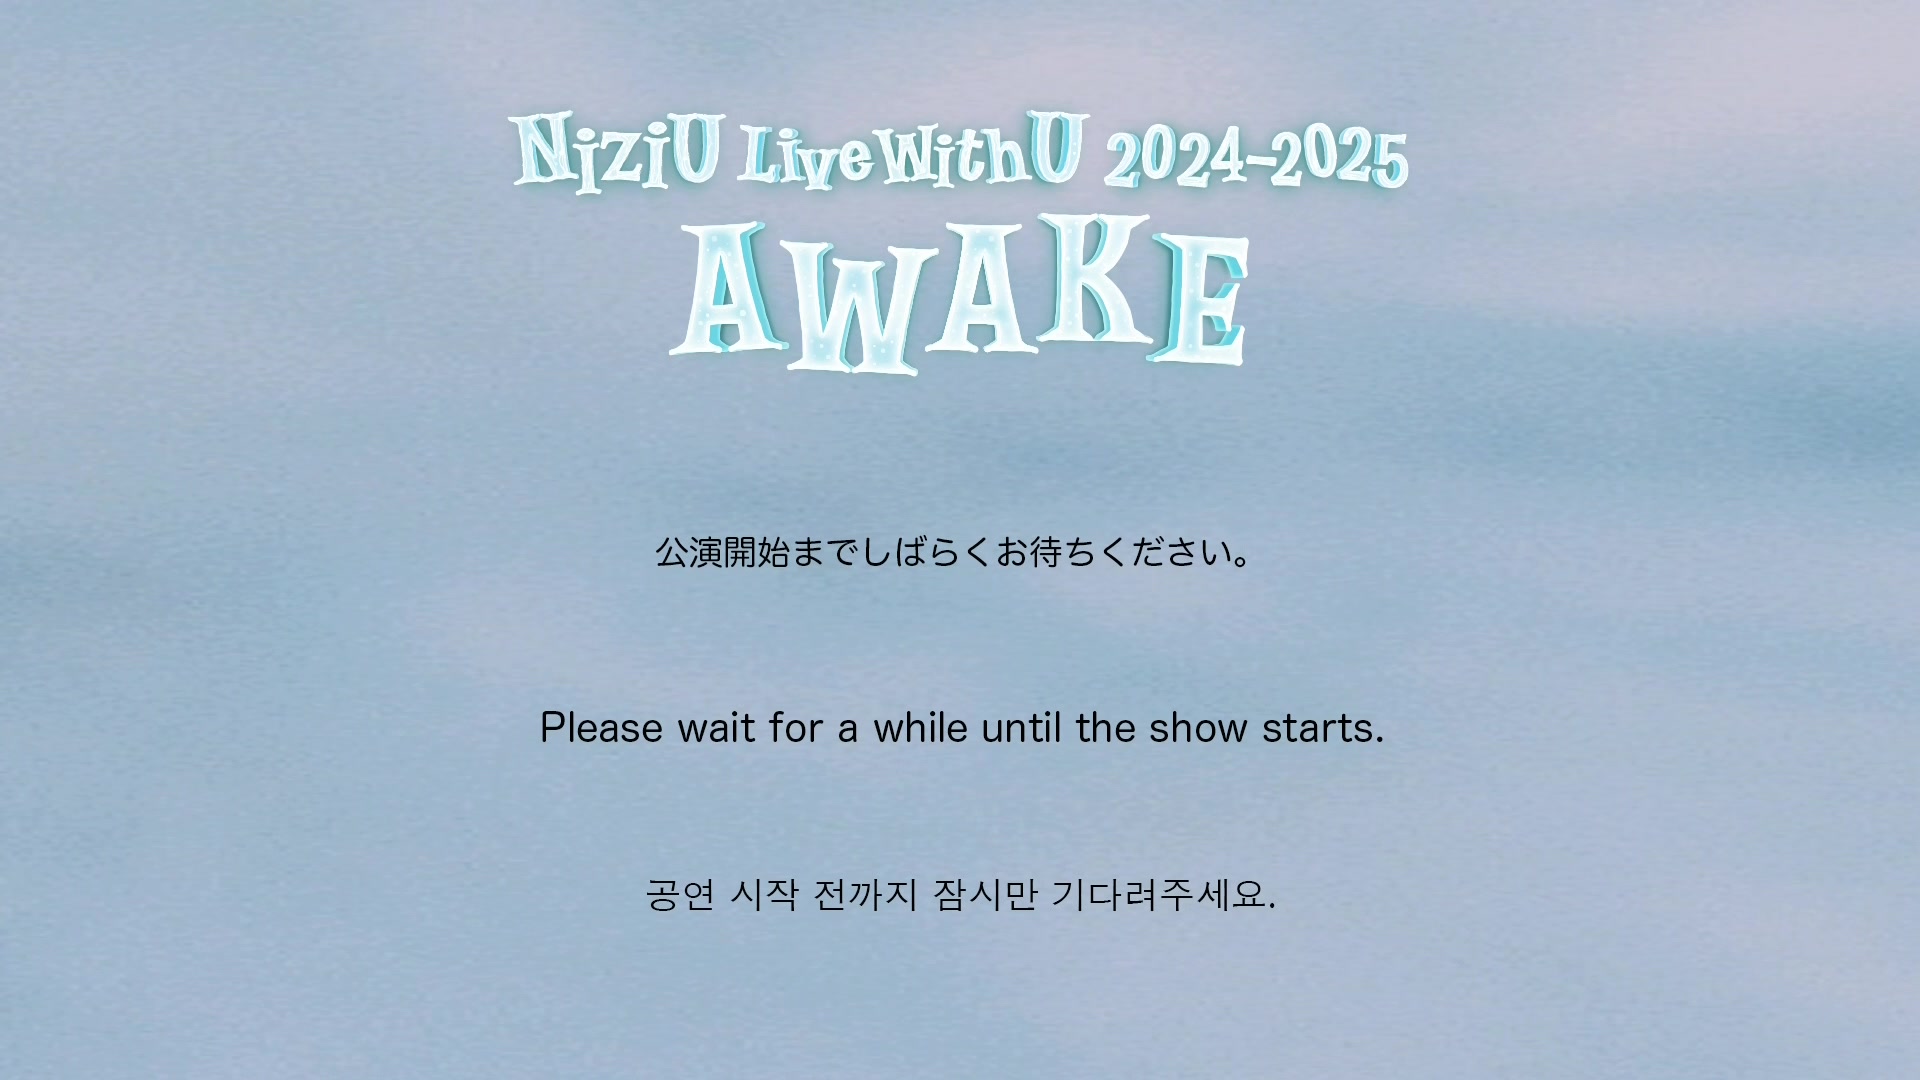 NiziU Live With U 2024-2025
AWAKE
公演開始までしばらくお待ちください。
Please wait for a while until the show starts.
공연 시작 전까지 잠시만 기다려주세요.